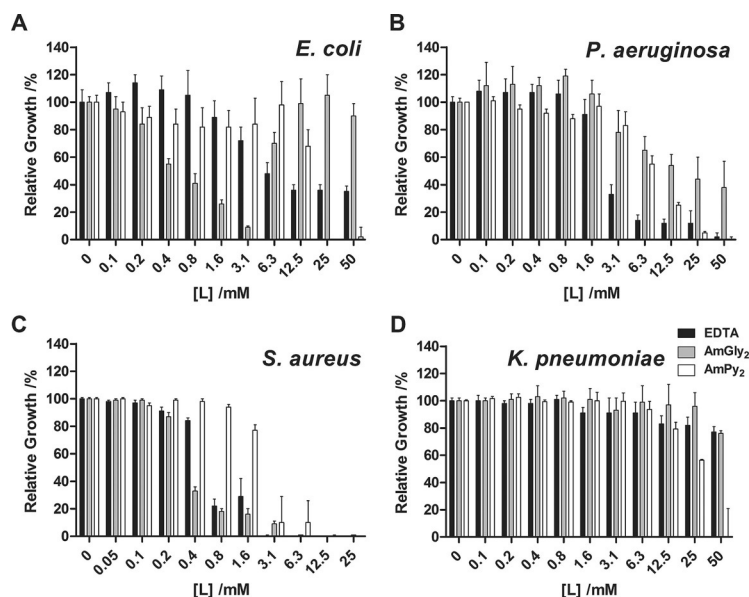 A
E. coli
Relative Growth /%
140
120
100
80
60
40
20
0
0 0.1 0.2 0.4 0.8 1.6 3.1 6.3 12.5 25 50
[L] /mM
B
P. aeruginosa
Relative Growth /%
140
120
100
80
60
40
20
0
0 0.1 0.2 0.4 0.8 1.6 3.1 6.3 12.5 25 50
[L] /mM
C
S. aureus
Relative Growth /%
140
120
100
80
60
40
20
0
0 0.05 0.1 0.2 0.4 0.8 1.6 3.1 6.3 12.5 25
[L] /mM
D
K. pneumoniae
EDTA
AmGly₂
AmPy₂
Relative Growth /%
140
120
100
80
60
40
20
0
0 0.1 0.2 0.4 0.8 1.6 3.1 6.3 12.5 25 50
[L] /mM